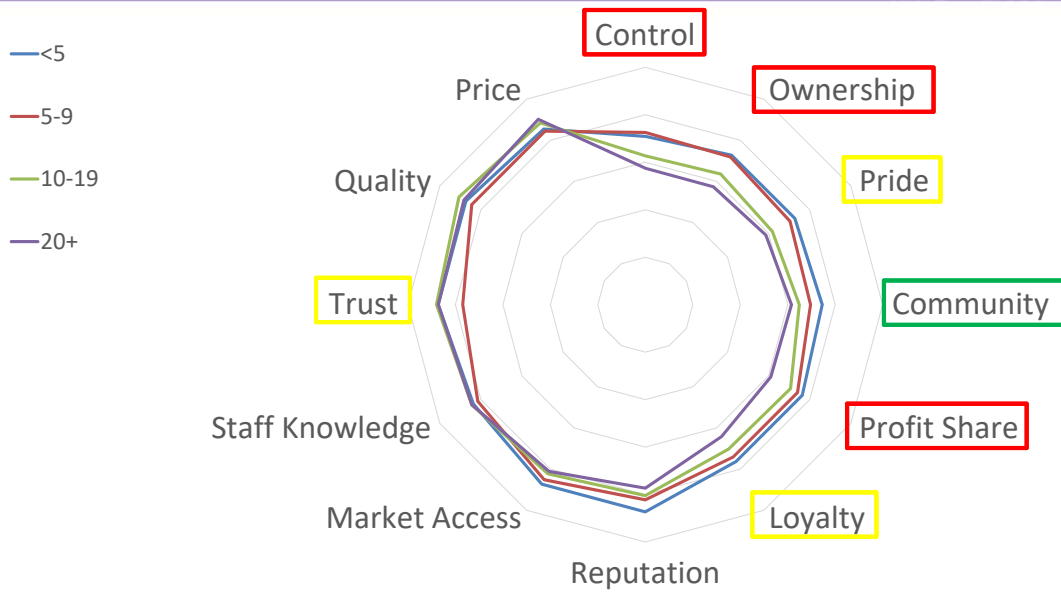 <5
5-9
10-19
20+
Control
Ownership
Pride
Community
Profit Share
Loyalty
Reputation
Market Access
Staff Knowledge
Trust
Quality
Price